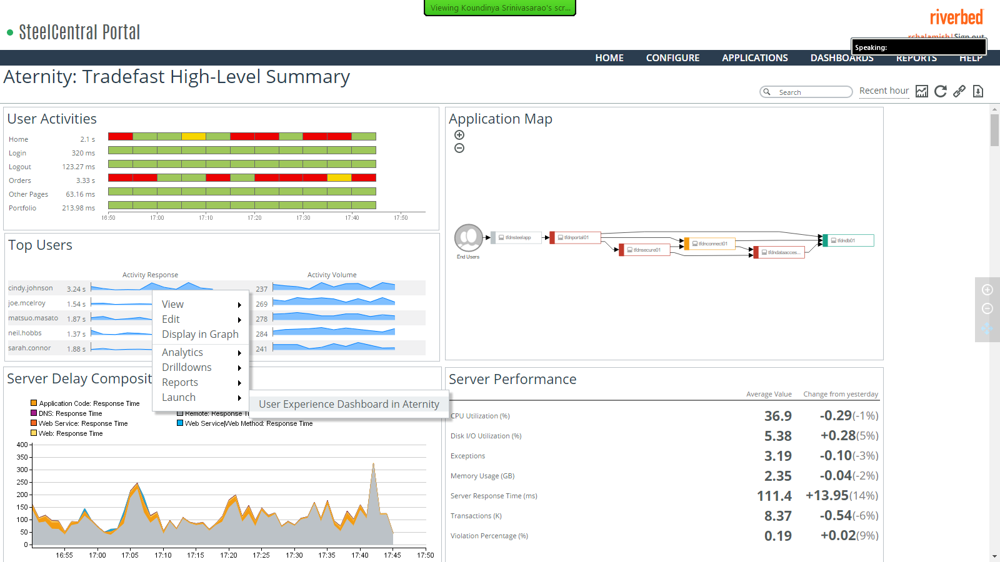 Viewing Koundinya Srinivasarao's scr...
riverbed
SteelCentral Portal
rchalamish|Sign out
Speaking:
HOME CONFIGURE APPLICATIONS DASHBOARDS REPORTS HELP
Aternity: Tradefast High-Level Summary
Search
Recent hour
User Activities
Home 2.1 s
Login 320 ms
Logout 123.27 ms
Orders 3.33 s
Other Pages 63.16 ms
Portfolio 213.98 ms
16:50 17:00 17:10 17:20 17:30 17:40 17:50
Application Map
End Users
tfdnsteelapp
tfdnportal01
tfdnsecure01
tfdnconnect01
tfdndataacces...
tfdndb01
Top Users
Activity Response Activity Volume
cindy.johnson 3.24 s 237
joe.mcelroy 1.54 s 269
matsuo.masato 1.87 s 278
neil.hobbs 1.37 s 284
sarah.connor 1.88 s 241
View
Edit
Display in Graph
Analytics
Drilldowns
Reports
Launch
User Experience Dashboard in Aternity
Server Delay Composit
Application Code: Response Time
DNS: Response Time
Remote: Response
Web Service: Response Time
Web Service|Web Method: Response Time
Web: Response Time
400
350
300
250
200
150
100
50
0
16:55 17:00 17:05 17:10 17:15 17:20 17:25 17:30 17:35 17:40 17:45 17:50
Server Performance
Average Value Change from yesterday
CPU Utilization (%) 36.9 -0.29(-1%)
Disk I/O Utilization (%) 5.38 +0.28(5%)
Exceptions 3.19 -0.10(-3%)
Memory Usage (GB) 2.35 -0.04(-2%)
Server Response Time (ms) 111.4 +13.95(14%)
Transactions (K) 8.37 -0.54(-6%)
Violation Percentage (%) 0.19 +0.02(9%)